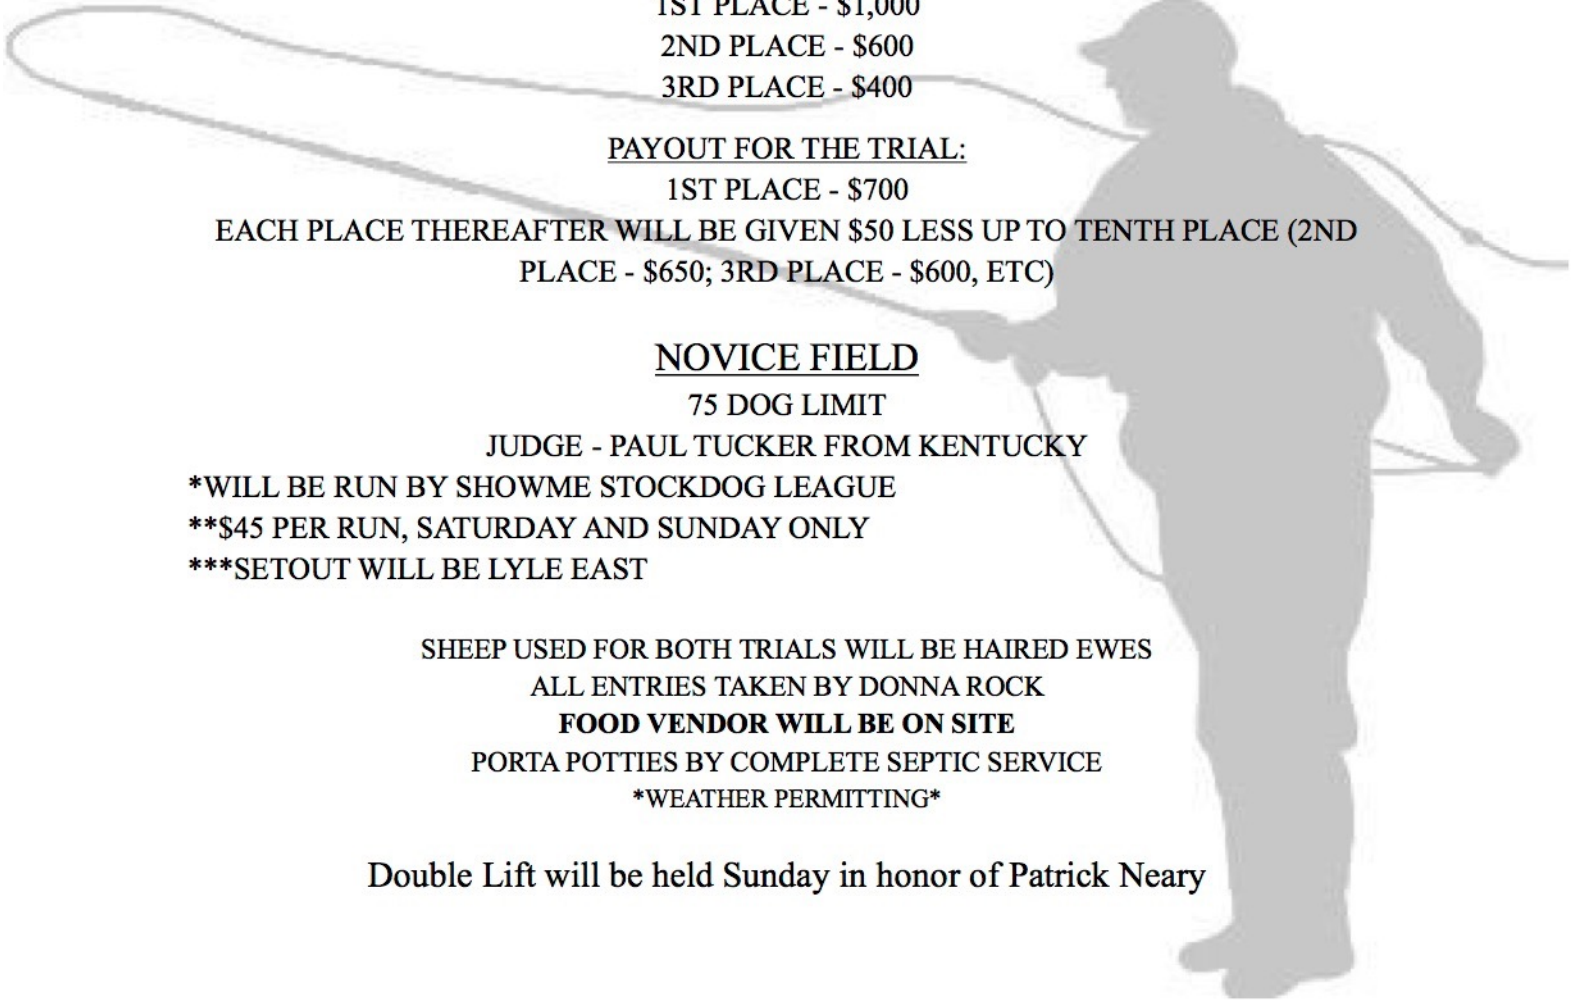 1ST PLACE - $1,000
2ND PLACE - $600
3RD PLACE - $400
PAYOUT FOR THE TRIAL:
1ST PLACE - $700
EACH PLACE THEREAFTER WILL BE GIVEN $50 LESS UP TO TENTH PLACE (2ND
PLACE - $650; 3RD PLACE - $600, ETC)
NOVICE FIELD
75 DOG LIMIT
JUDGE - PAUL TUCKER FROM KENTUCKY
*WILL BE RUN BY SHOWME STOCKDOG LEAGUE
**$45 PER RUN, SATURDAY AND SUNDAY ONLY
***SETOUT WILL BE LYLE EAST
SHEEP USED FOR BOTH TRIALS WILL BE HAIRED EWES
ALL ENTRIES TAKEN BY DONNA ROCK
FOOD VENDOR WILL BE ON SITE
PORTA POTTIES BY COMPLETE SEPTIC SERVICE
*WEATHER PERMITTING*
Double Lift will be held Sunday in honor of Patrick Neary